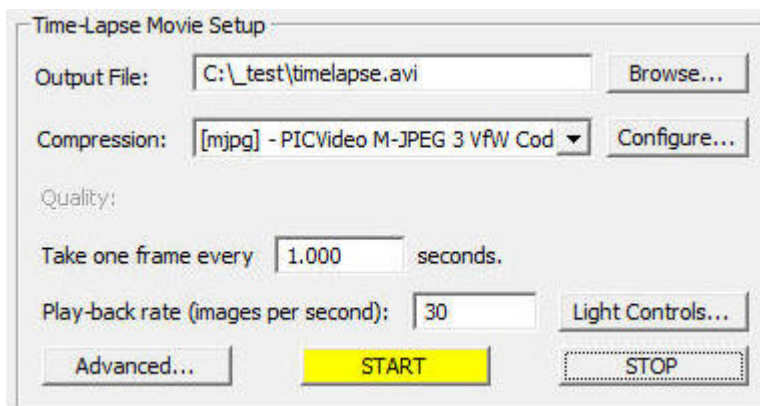 Time-Lapse Movie Setup
Output File: C:\_test\timelapse.avi Browse...
Compression: [mjpg] - PICVideo M-JPEG 3 VfW Cod Configure...
Quality:
Take one frame every 1.000 seconds.
Play-back rate (images per second): 30 Light Controls...
Advanced... START STOP